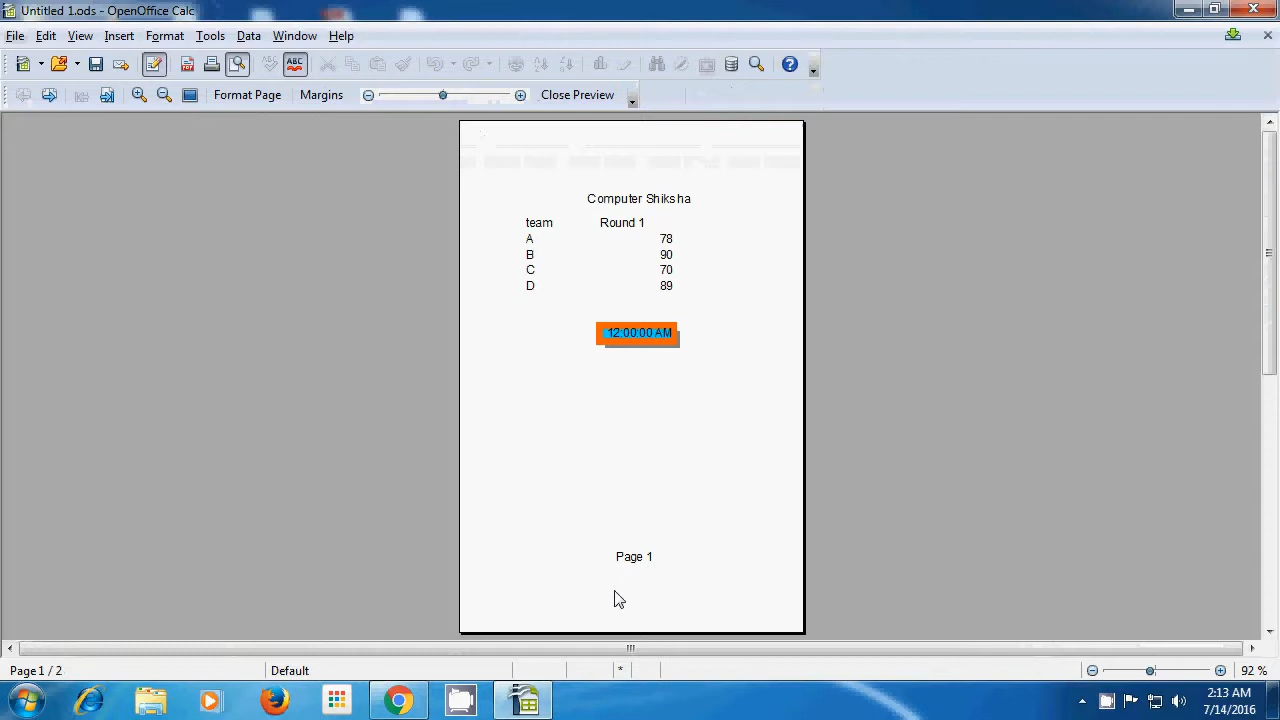 Untitled 1.ods - OpenOffice Calc
File Edit View Insert Format Tools Data Window Help
ABC
Format Page Margins Close Preview
Computer Shiksha
team Round 1
A 78
B 90
C 70
D 89
12:00:00 AM
Page 1
Page 1 / 2 Default * 92 %
2:13 AM
7/14/2016